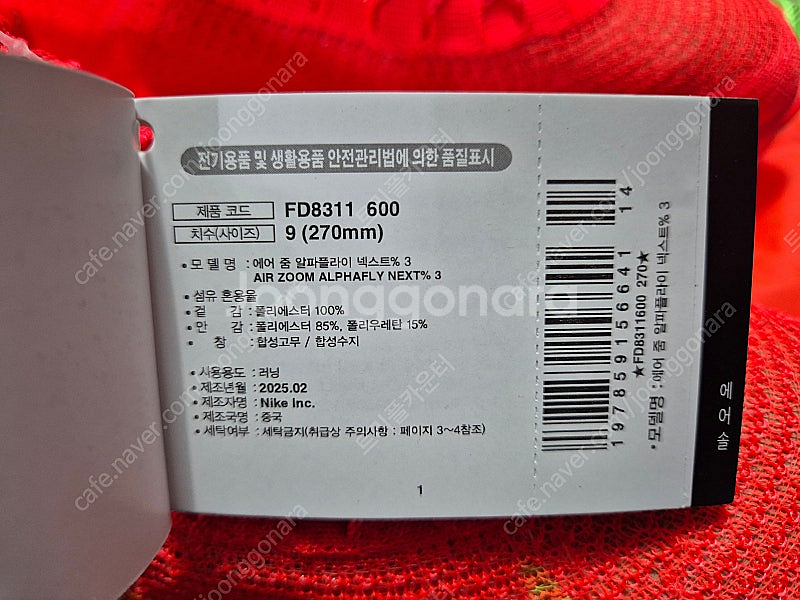 전기용품 및 생활용품 안전관리법에 의한 품질표시
제품 코드 FD8311 600
치수(사이즈) 9 (270mm)
• 모 델 명 : 에어 줌 알파플라이 넥스트% 3
AIR ZOOM ALPHAFLY NEXT% 3
• 섬유 혼용율
• 겉 감 : 폴리에스터 100%
• 안 감 : 폴리에스터 85%, 폴리우레탄 15%
• 창 : 합성고무 / 합성수지
• 사용용도 : 러닝
• 제조년월 : 2025.02
• 제조자명 : Nike Inc.
• 제조국명 : 중국
• 세탁여부 : 세탁금지(취급상 주의사항 : 페이지 3~4참조)
1
14
197859156641
★FD8311600 270★
• 모델명 : 에어 줌 알파플라이 넥스트% 3
에어솔
joonggonara
cafe.naver.com/joonggonara